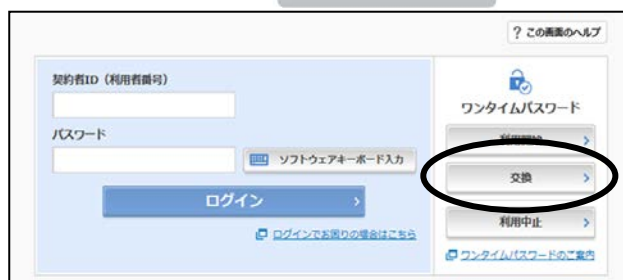 ? この画面のヘルプ
契約者ID（利用者番号）
パスワード
ソフトウェアキーボード入力
ログイン
ログインでお困りの場合はこちら
ワンタイムパスワード
利用開始
交換
利用中止
ワンタイムパスワードのご案内